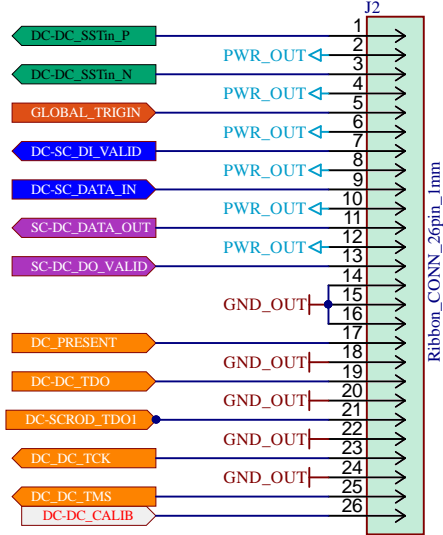 J2
DC-DC_SSTin_P 1
PWR_OUT 2
DC-DC_SSTin_N 3
PWR_OUT 4
GLOBAL_TRIGIN 5
PWR_OUT 6
DC-SC_DI_VALID 7
PWR_OUT 8
DC-SC_DATA_IN 9
PWR_OUT 10
SC-DC_DATA_OUT 11
PWR_OUT 12
SC-DC_DO_VALID 13
14
GND_OUT 15
16
DC_PRESENT 17
GND_OUT 18
DC-DC_TDO 19
GND_OUT 20
DC-SCROD_TDO1 21
GND_OUT 22
DC_DC_TCK 23
GND_OUT 24
DC_DC_TMS 25
DC-DC_CALIB 26
Ribbon_CONN_26pin_1mm